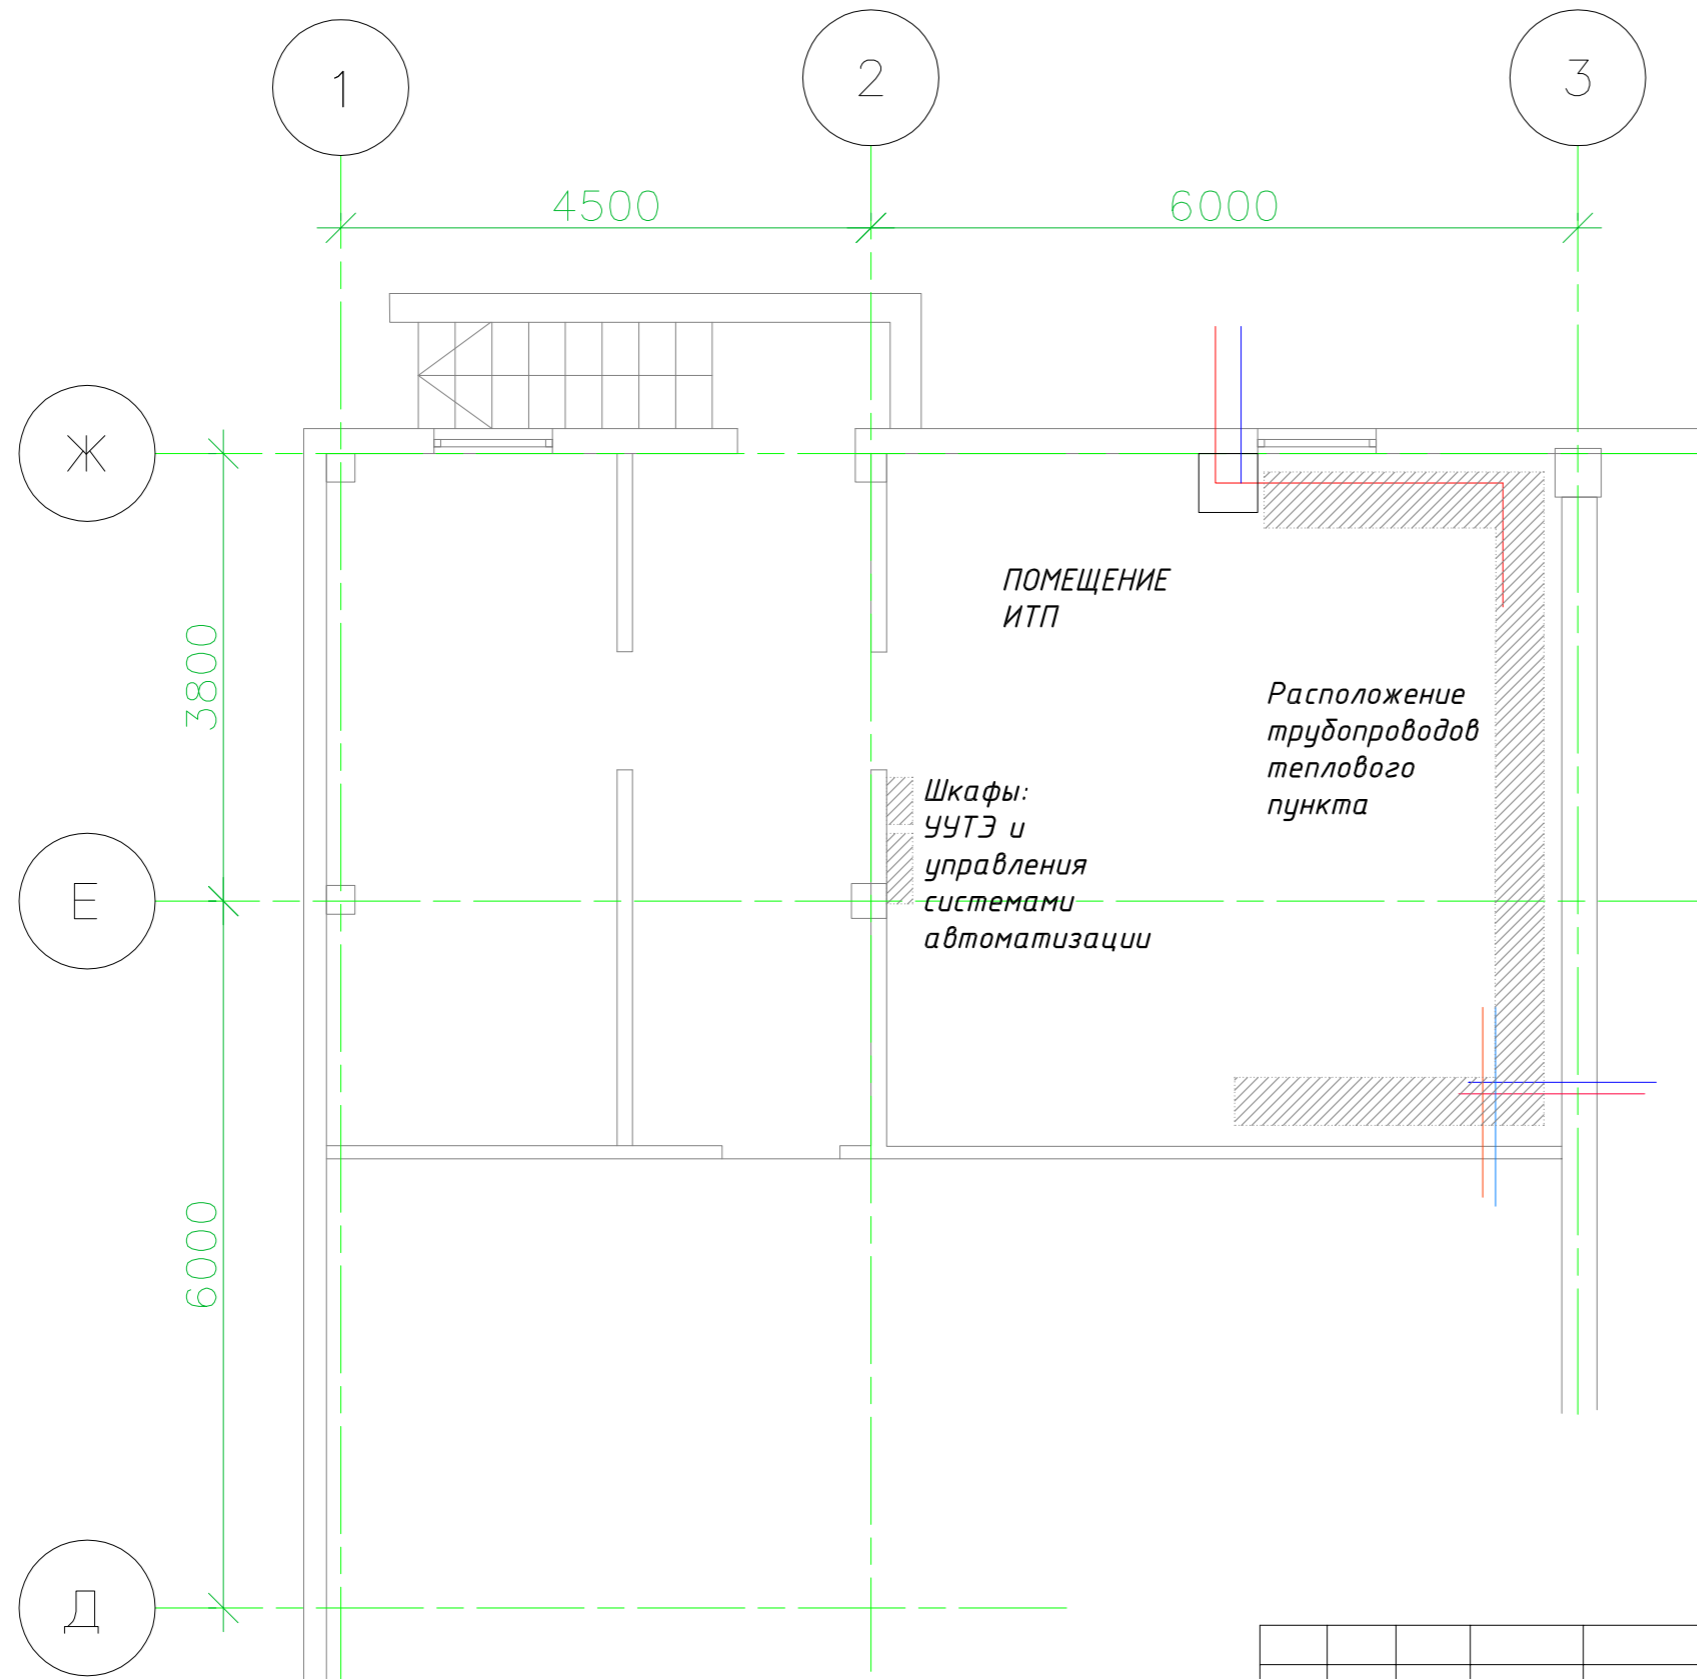 1
2
3
4500
6000
Ж
3800
ПОМЕЩЕНИЕ
ИТП
Расположение
трубопроводов
теплового
пункта
Шкафы:
УУТЭ и
управления
системами
автоматизации
Е
6000
Д